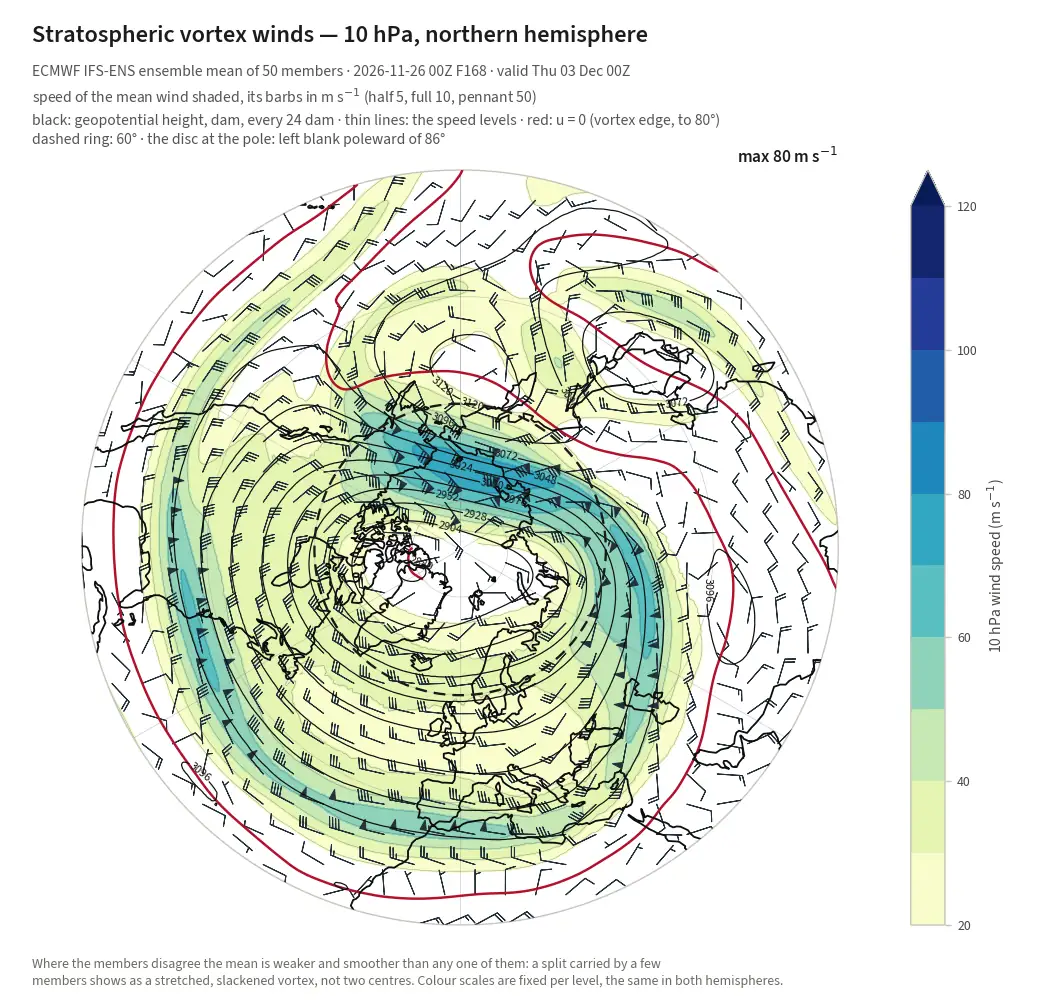 Stratospheric vortex winds — 10 hPa, northern hemisphere
ECMWF IFS-ENS ensemble mean of 50 members · 2026-11-26 00Z F168 · valid Thu 03 Dec 00Z
speed of the mean wind shaded, its barbs in m s⁻¹ (half 5, full 10, pennant 50)
black: geopotential height, dam, every 24 dam · thin lines: the speed levels · red: u = 0 (vortex edge, to 80°)
dashed ring: 60° · the disc at the pole: left blank poleward of 86°
max 80 m s⁻¹
120
100
80
60
40
20
10 hPa wind speed (m s⁻¹)
3120
3072
3072
3024
3048
2952
2928
2904
3096
3096
Where the members disagree the mean is weaker and smoother than any one of them: a split carried by a few
members shows as a stretched, slackened vortex, not two centres. Colour scales are fixed per level, the same in both hemispheres.